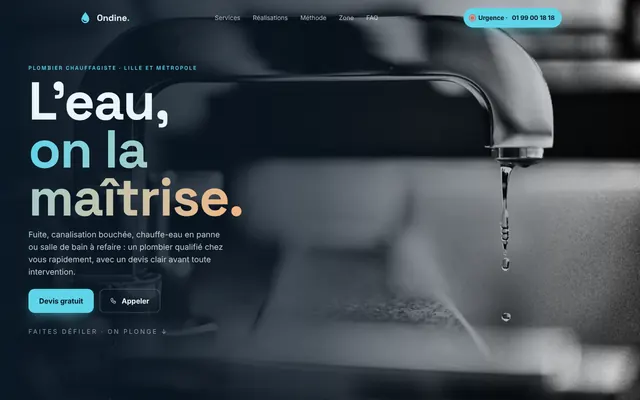 Ondine.
Services Réalisations Méthode Zone FAQ
Urgence · 01 99 00 18 18
PLOMBIER CHAUFFAGISTE · LILLE ET MÉTROPOLE
L'eau,
on la
maîtrise.
Fuite, canalisation bouchée, chauffe-eau en panne
ou salle de bain à refaire : un plombier qualifié chez
vous rapidement, avec un devis clair avant toute
intervention.
Devis gratuit
Appeler
FAITES DÉFILER · ON PLONGE ↓